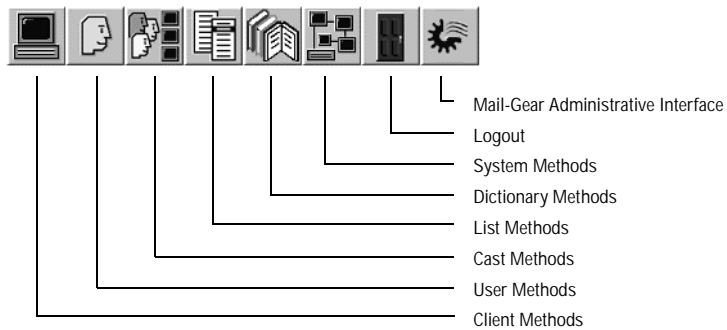 Mail-Gear Administrative Interface
Logout
System Methods
Dictionary Methods
List Methods
Cast Methods
User Methods
Client Methods